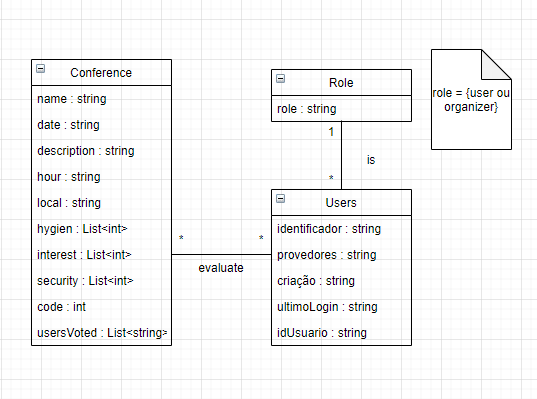 Conference
name : string
date : string
description : string
hour : string
local : string
hygien : List<int>
interest : List<int>
security : List<int>
code : int
usersVoted : List<string>
Role
role : string
1
is
*
Users
identificador : string
provedores : string
criação : string
ultimoLogin : string
idUsuario : string
*
*
evaluate
role = {user ou
organizer}